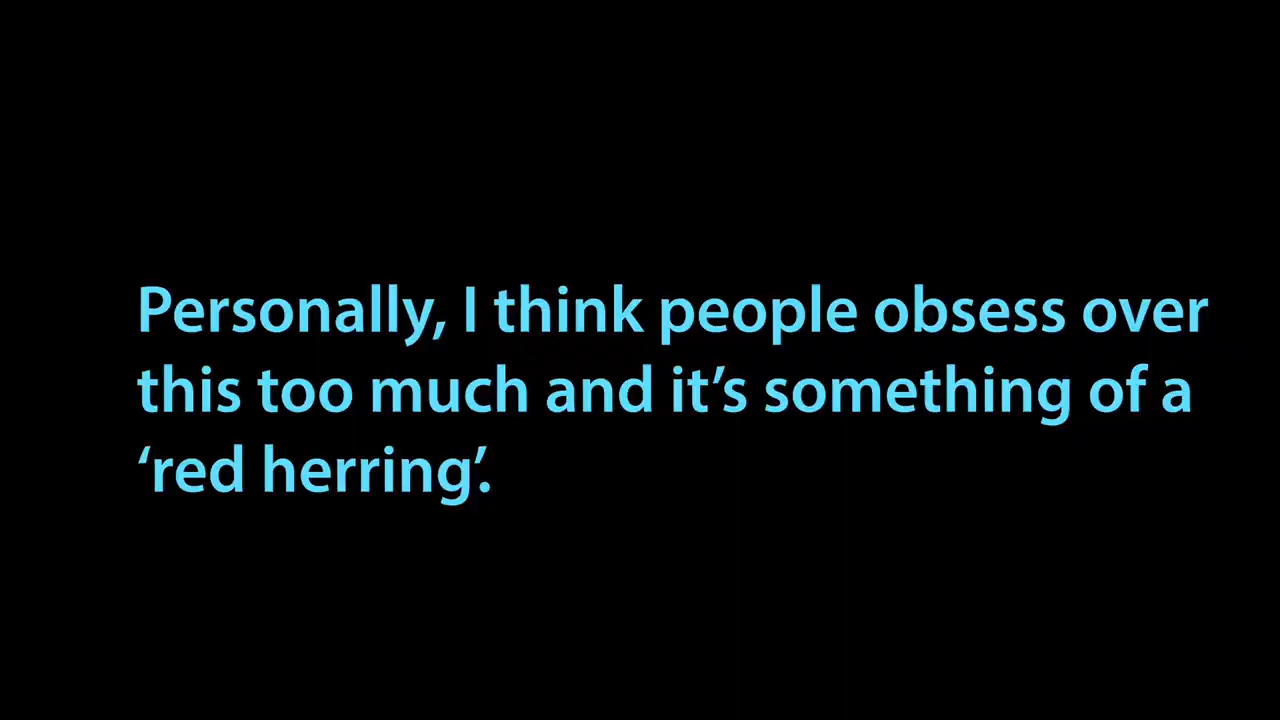 Personally, I think people obsess over
this too much and it’s something of a
‘red herring’.